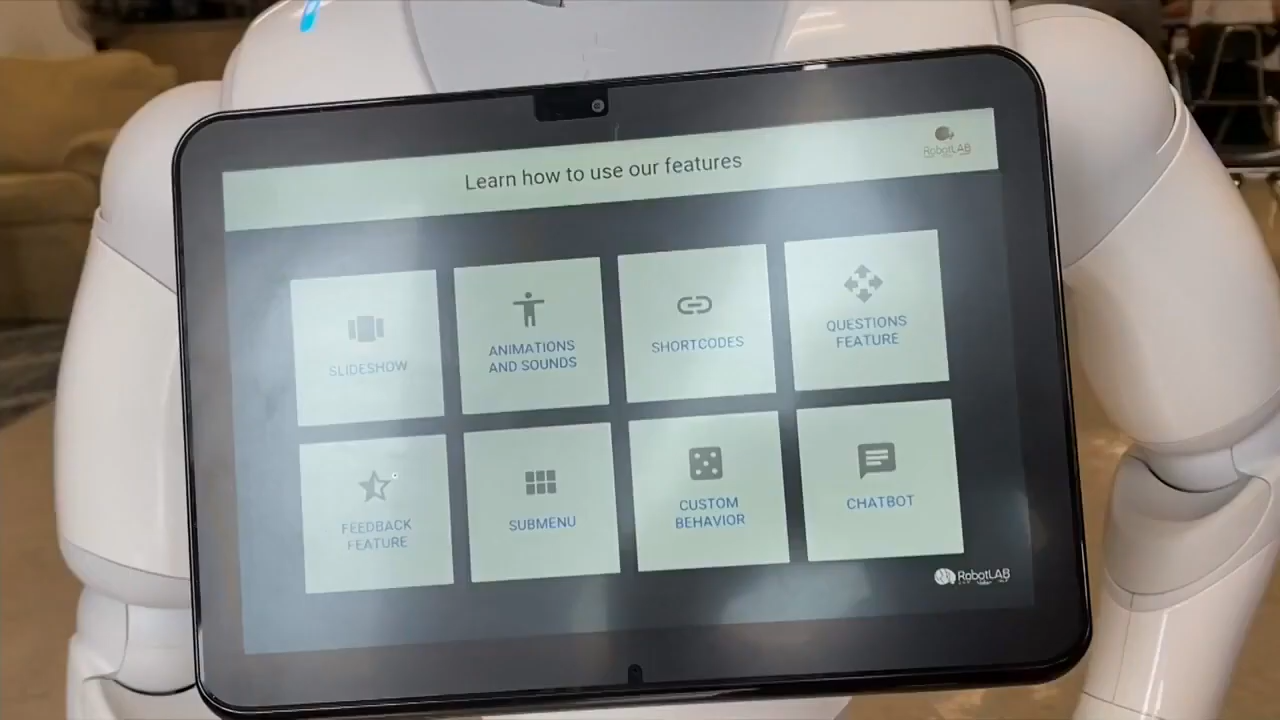 Learn how to use our features
RobotLAB
SLIDESHOW
ANIMATIONS
AND SOUNDS
SHORTCODES
QUESTIONS
FEATURE
FEEDBACK
FEATURE
SUBMENU
CUSTOM
BEHAVIOR
CHATBOT
RobotLAB